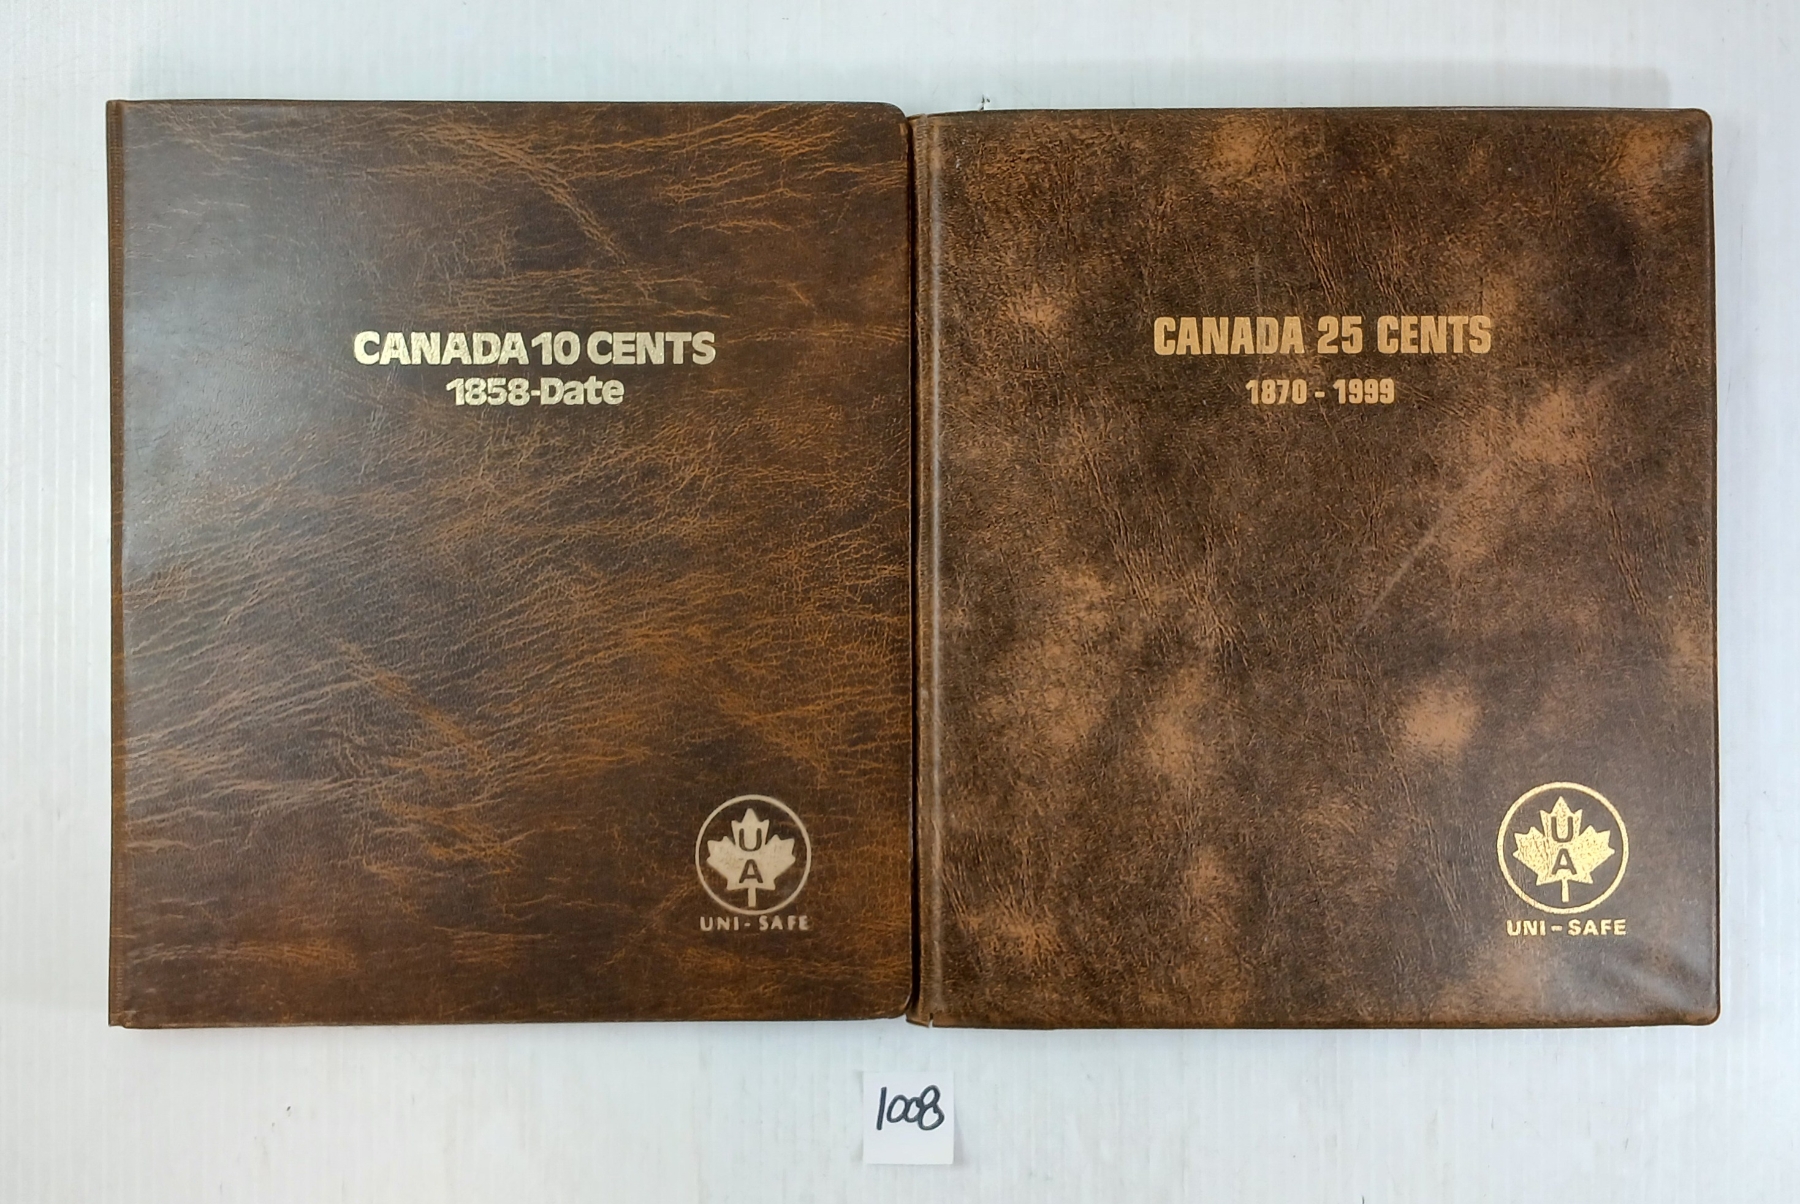 CANADA 10 CENTS
1858-Date
U
A
UNI-SAFE
CANADA 25 CENTS
1870 - 1999
U
A
UNI-SAFE
1008